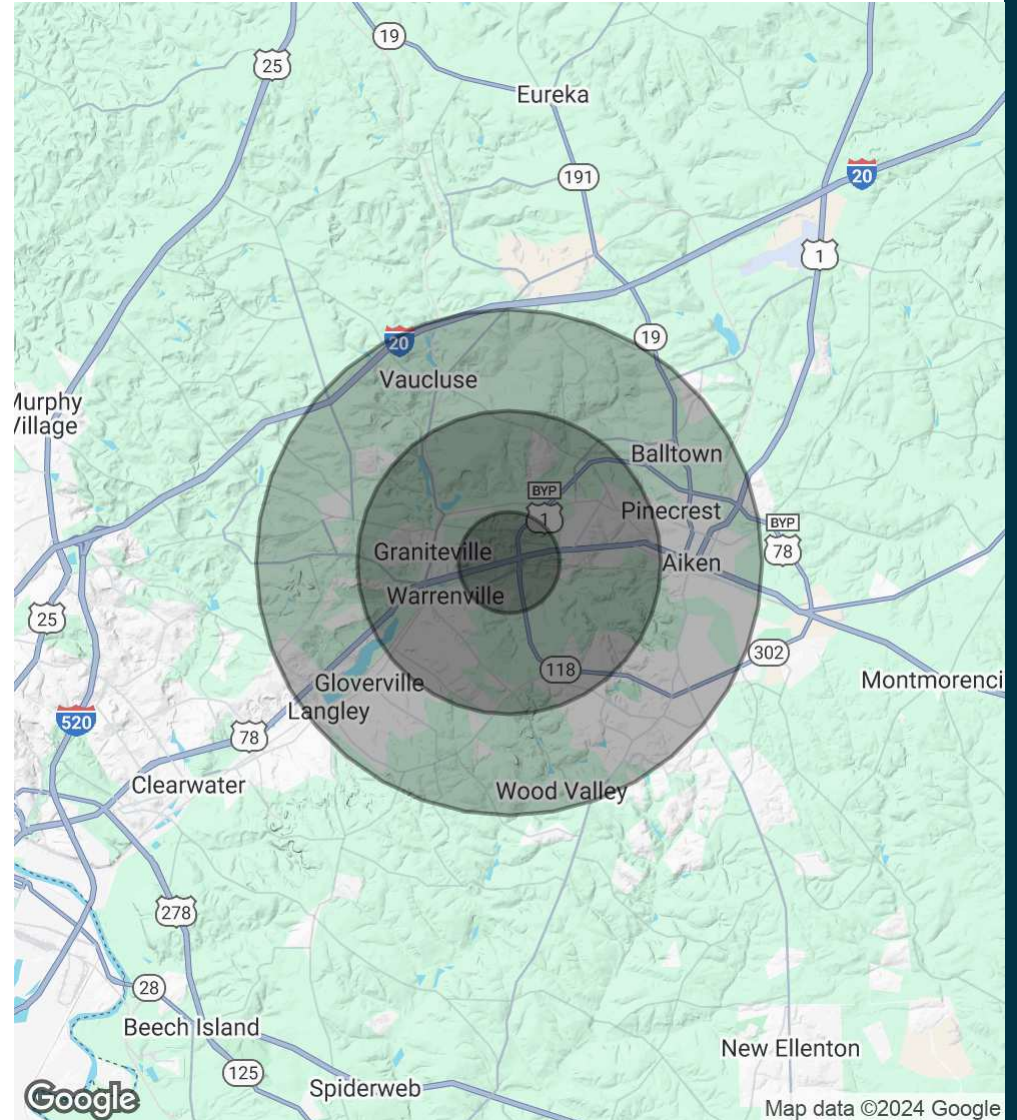 19
25
Eureka
191
20
1
20
19
Vaucluse
Murphy
Village
Balltown
BYP
1
Pinecrest
BYP
78
Graniteville
Aiken
Warrenville
25
302
118
Montmorenci
Gloverville
Langley
520
78
Clearwater
Wood Valley
278
28
Beech Island
New Ellenton
125
Spiderweb
Google
Map data ©2024 Google